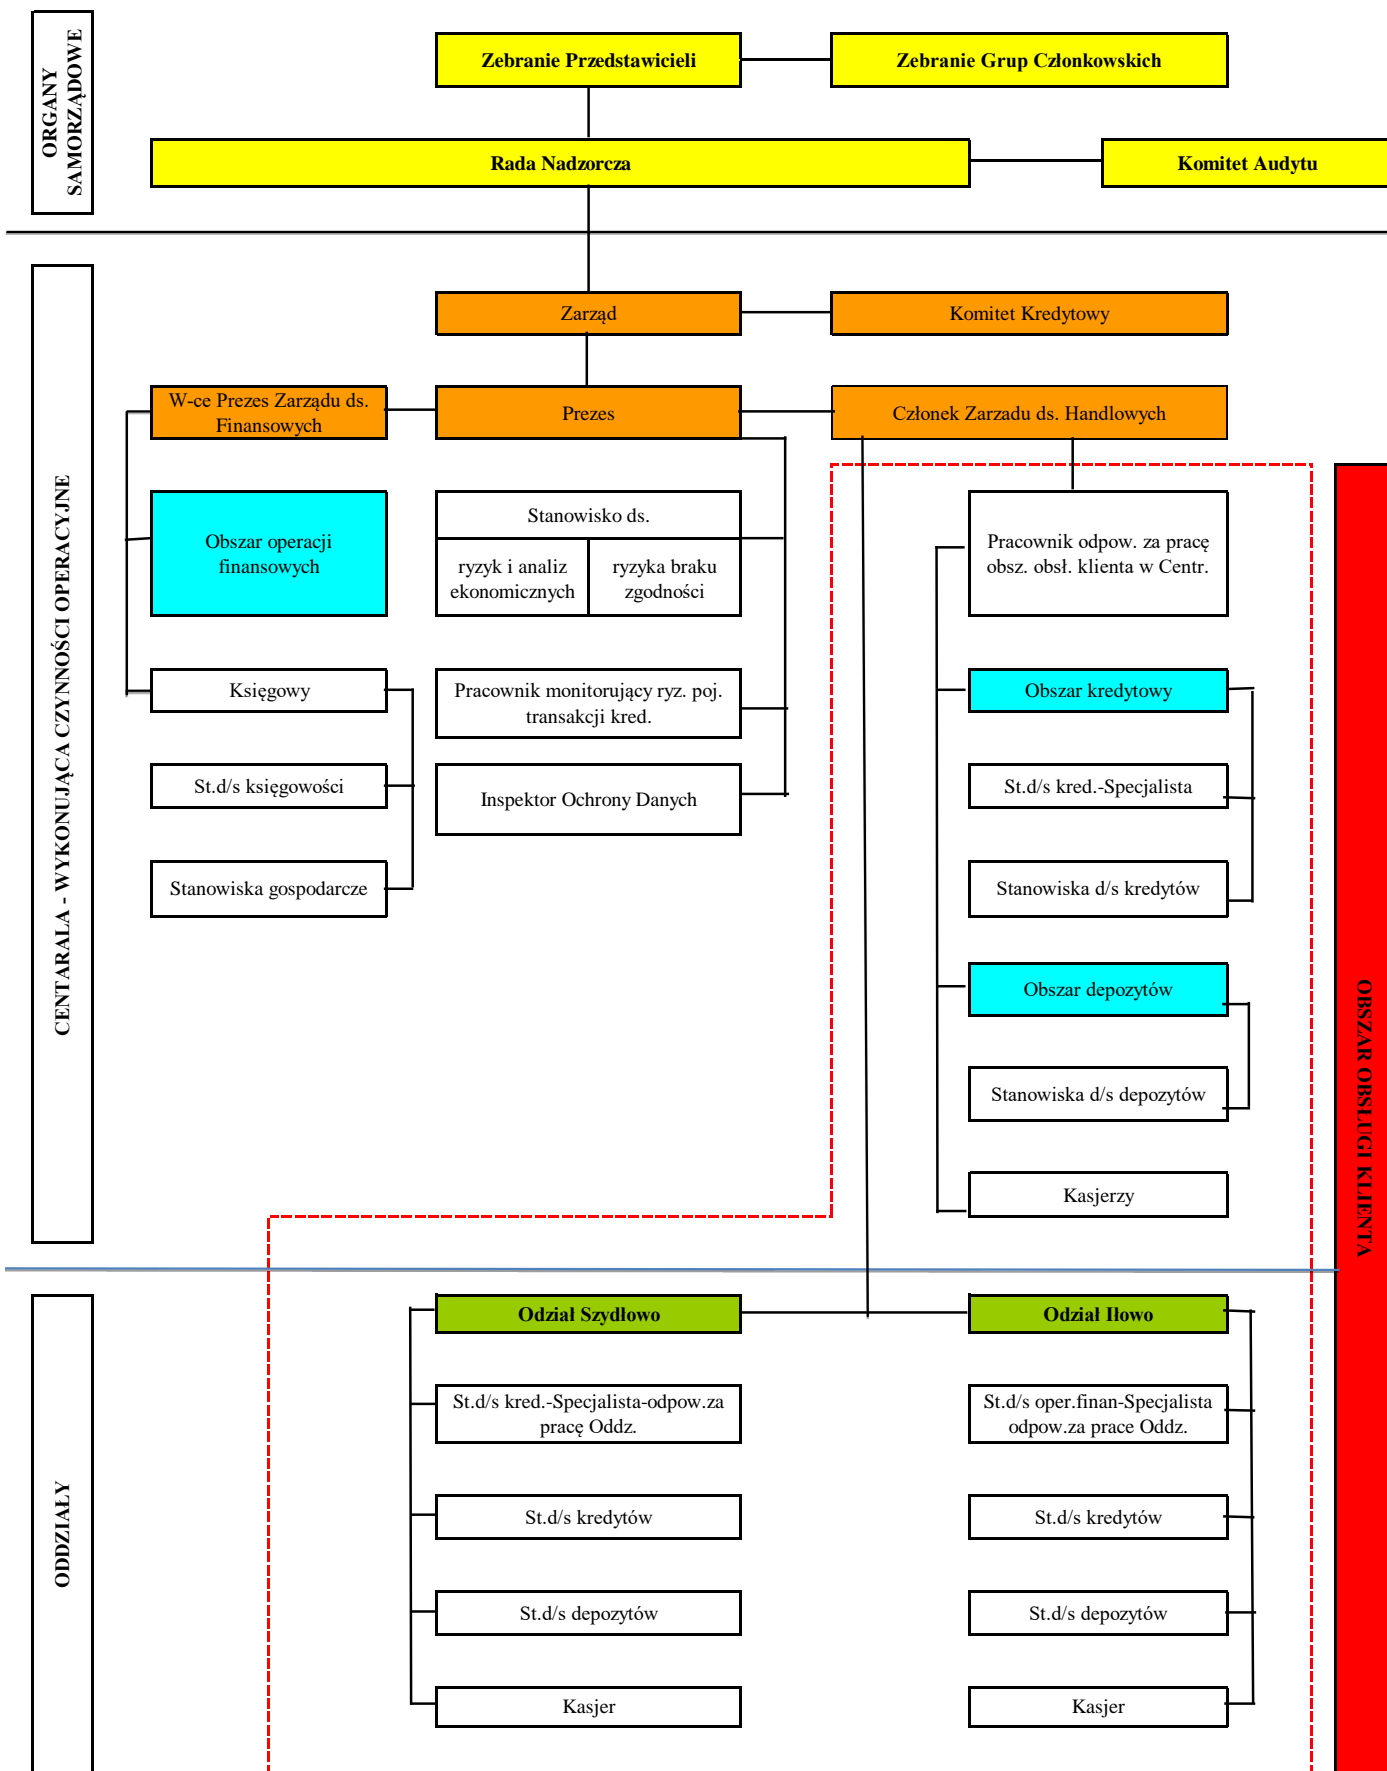 ORGANY
SAMORZĄDOWE
Zebranie Przedstawicieli
Zebranie Grup Członkowskich
Rada Nadzorcza
Komitet Audytu
CENTARALA - WYKONUJĄCA CZYNNOŚCI OPERACYJNE
Zarząd
Komitet Kredytowy
W-ce Prezes Zarządu ds.
Finansowych
Prezes
Członek Zarzadu ds. Handlowych
Obszar operacji
finansowych
Stanowisko ds.
ryzyk i analiz
ekonomicznych
ryzyka braku
zgodności
Pracownik odpow. za pracę
obsz. obsł. klienta w Centr.
Księgowy
Pracownik monitorujący ryz. poj.
transakcji kred.
Obszar kredytowy
St.d/s księgowości
Inspektor Ochrony Danych
St.d/s kred.-Specjalista
Stanowiska gospodarcze
Stanowiska d/s kredytów
Obszar depozytów
Stanowiska d/s depozytów
Kasjerzy
OBSZAR OBSŁUGI KLIENTA
ODDZIAŁY
Odział Szydłowo
Odział Iłowo
St.d/s kred.-Specjalista-odpow.za
pracę Oddz.
St.d/s oper.finan-Specjalista
odpow.za prace Oddz.
St.d/s kredytów
St.d/s kredytów
St.d/s depozytów
St.d/s depozytów
Kasjer
Kasjer